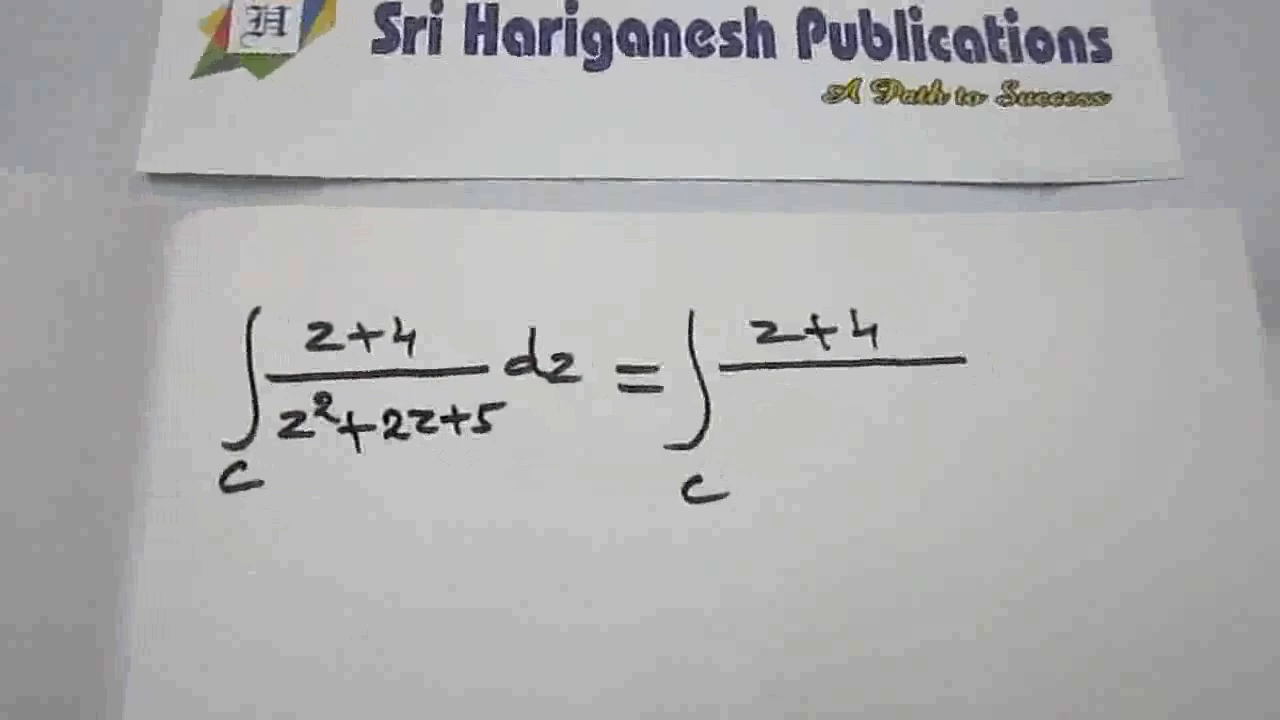 H
Sri Hariganesh Publications
A Path to Success
∫_C (z+4)/(z²+2z+5) dz = ∫_C (z+4)/